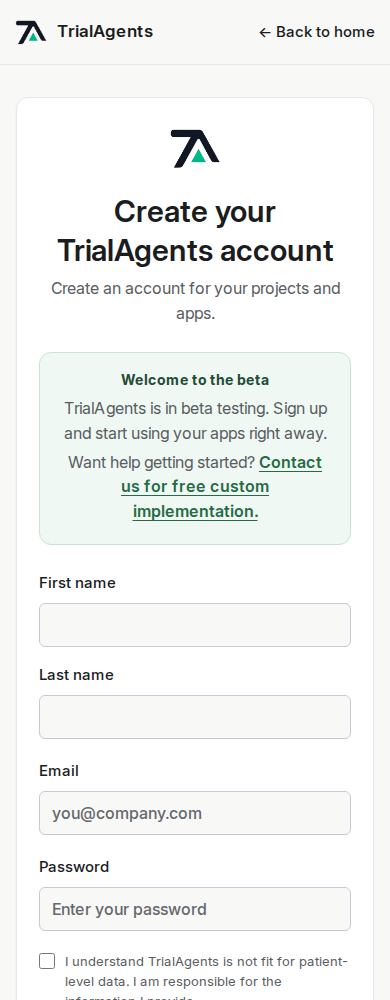 TrialAgents
← Back to home
Create your
TrialAgents account
Create an account for your projects and
apps.
Welcome to the beta
TrialAgents is in beta testing. Sign up
and start using your apps right away.
Want help getting started? Contact
us for free custom
implementation.
First name
Last name
Email
you@company.com
Password
Enter your password
I understand TrialAgents is not fit for patient-
level data. I am responsible for the
information I provide.